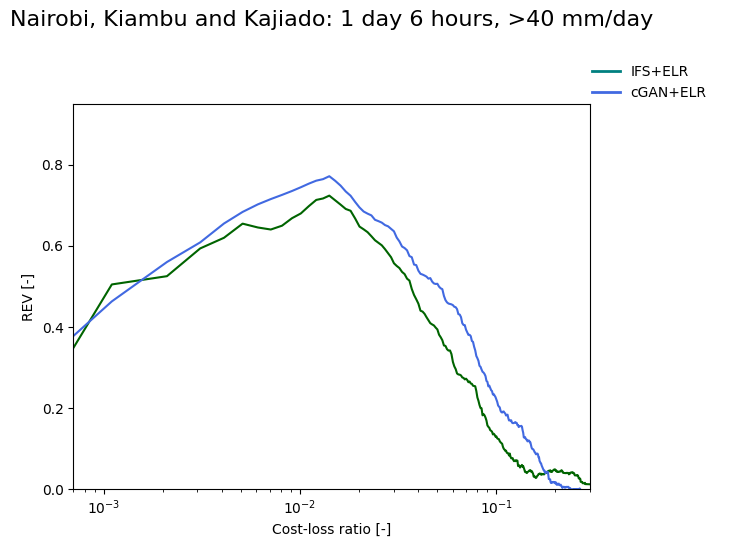 Nairobi, Kiambu and Kajiado: 1 day 6 hours, >40 mm/day
IFS+ELR
cGAN+ELR
0.8
0.6
0.4
0.2
0.0
REV [-]
10⁻³ 10⁻² 10⁻¹
Cost-loss ratio [-]